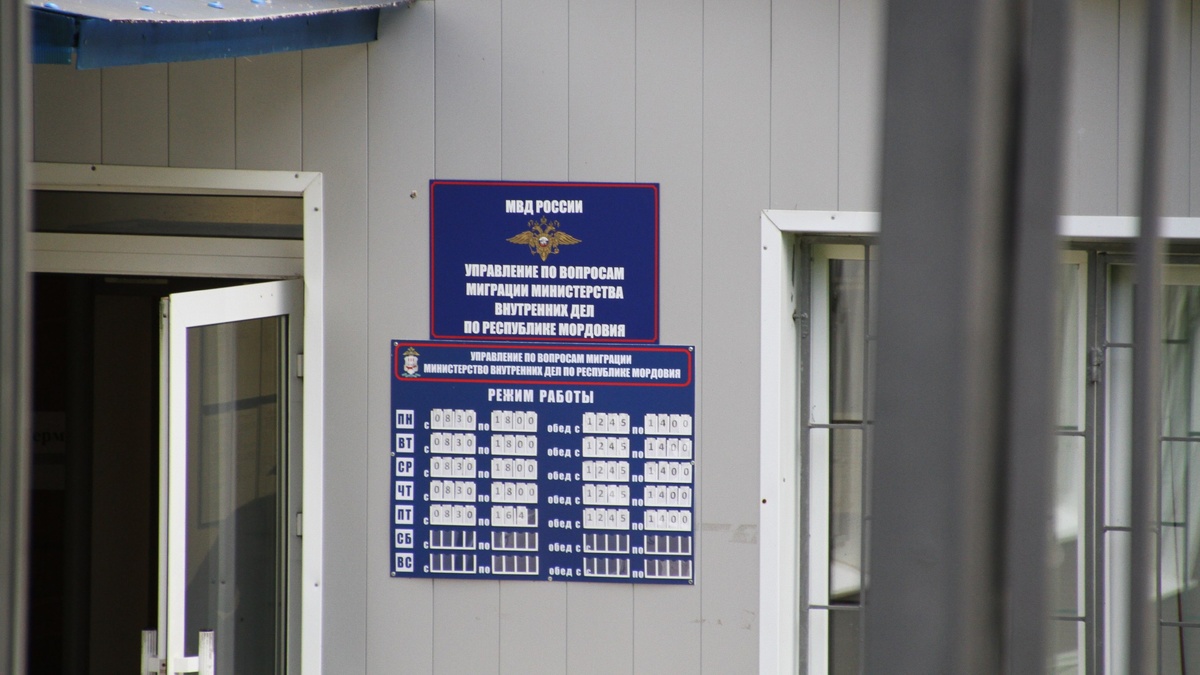 МВД РОССИИ
УПРАВЛЕНИЕ ПО ВОПРОСАМ
МИГРАЦИИ МИНИСТЕРСТВА
ВНУТРЕННИХ ДЕЛ
ПО РЕСПУБЛИКЕ МОРДОВИЯ
УПРАВЛЕНИЕ ПО ВОПРОСАМ МИГРАЦИИ
МИНИСТЕРСТВО ВНУТРЕННИХ ДЕЛ ПО РЕСПУБЛИКЕ МОРДОВИЯ
РЕЖИМ РАБОТЫ
ПН с 0830 по 1800 обед с 1245 по 1400
ВТ с 0830 по 1800 обед с 1245 по 1400
СР с 0830 по 1800 обед с 1245 по 1400
ЧТ с 0830 по 1800 обед с 1245 по 1400
ПТ с 0830 по 164 обед с 1245 по 1400
СБ с по обед с по
ВС с по обед с по